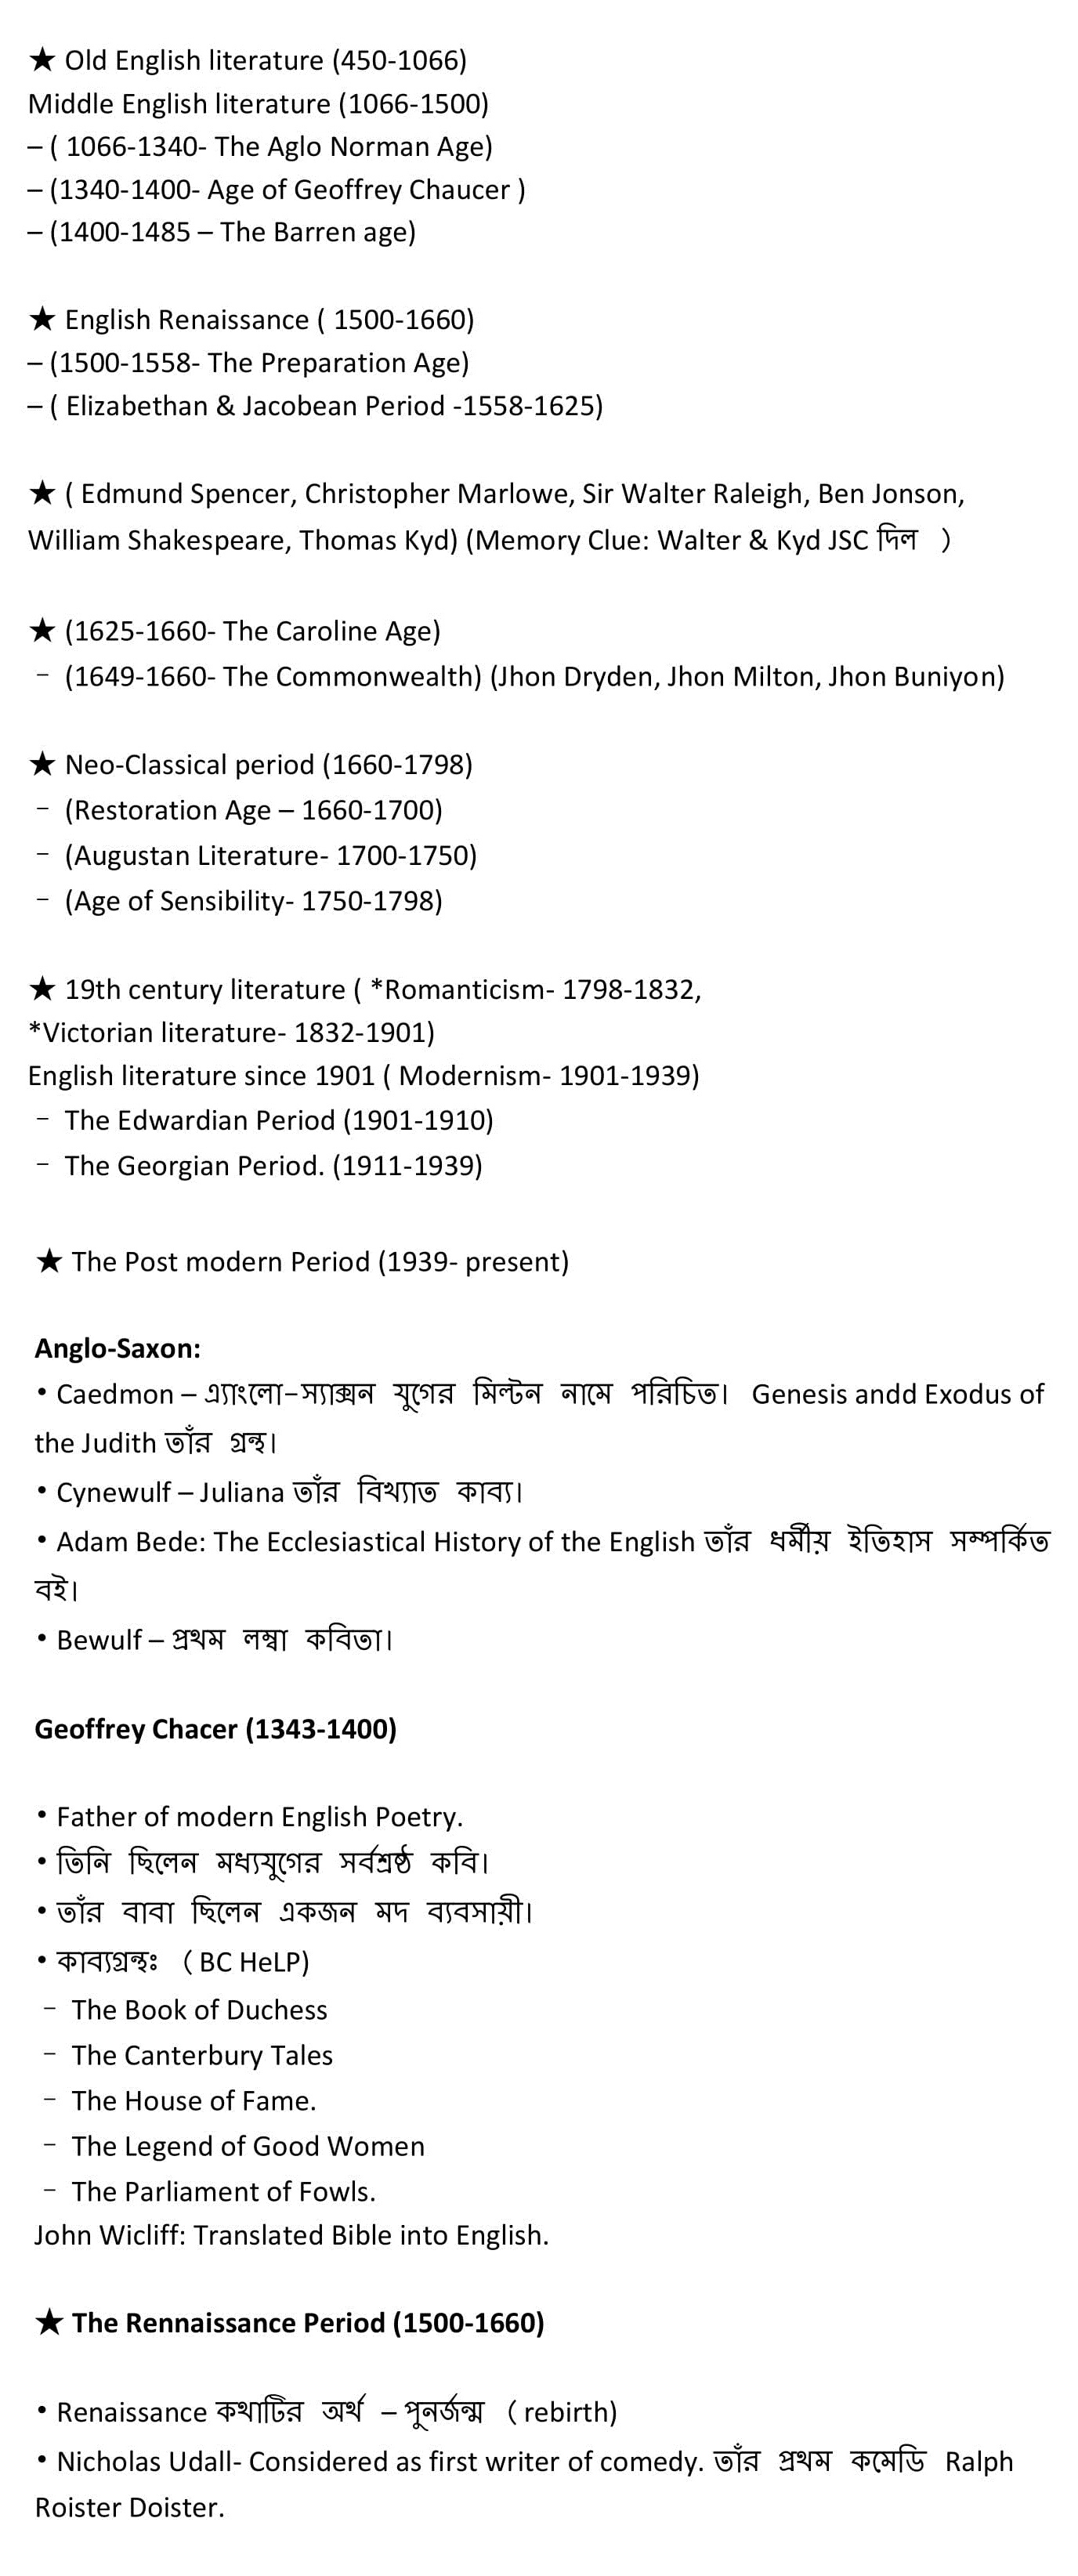 ★ Old English literature (450-1066)
Middle English literature (1066-1500)
– ( 1066-1340- The Aglo Norman Age)
– (1340-1400- Age of Geoffrey Chaucer )
– (1400-1485 – The Barren age)
★ English Renaissance ( 1500-1660)
– (1500-1558- The Preparation Age)
– ( Elizabethan & Jacobean Period -1558-1625)
★ ( Edmund Spencer, Christopher Marlowe, Sir Walter Raleigh, Ben Jonson,
William Shakespeare, Thomas Kyd) (Memory Clue: Walter & Kyd JSC দিল )
★ (1625-1660- The Caroline Age)
– (1649-1660- The Commonwealth) (Jhon Dryden, Jhon Milton, Jhon Buniyon)
★ Neo-Classical period (1660-1798)
– (Restoration Age – 1660-1700)
– (Augustan Literature- 1700-1750)
– (Age of Sensibility- 1750-1798)
★ 19th century literature ( *Romanticism- 1798-1832,
*Victorian literature- 1832-1901)
English literature since 1901 ( Modernism- 1901-1939)
– The Edwardian Period (1901-1910)
– The Georgian Period. (1911-1939)
★ The Post modern Period (1939- present)
Anglo-Saxon:
• Caedmon – এ্যাংলো-স্যাক্সন যুগের মিল্টন নামে পরিচিত। Genesis andd Exodus of
the Judith তাঁর গ্রন্থ।
• Cynewulf – Juliana তাঁর বিখ্যাত কাব্য।
• Adam Bede: The Ecclesiastical History of the English তাঁর ধর্মীয় ইতিহাস সম্পর্কিত
বই।
• Bewulf – প্রথম লম্বা কবিতা।
Geoffrey Chacer (1343-1400)
• Father of modern English Poetry.
• তিনি ছিলেন মধ্যযুগের সর্বশ্রেষ্ঠ কবি।
• তাঁর বাবা ছিলেন একজন মদ ব্যবসায়ী।
• কাব্যগ্রন্থঃ ( BC HeLP)
– The Book of Duchess
– The Canterbury Tales
– The House of Fame.
– The Legend of Good Women
– The Parliament of Fowls.
John Wicliff: Translated Bible into English.
★ The Rennaissance Period (1500-1660)
• Renaissance কথাটির অর্থ – পুনর্জন্ম ( rebirth)
• Nicholas Udall- Considered as first writer of comedy. তাঁর প্রথম কমেডি Ralph
Roister Doister.